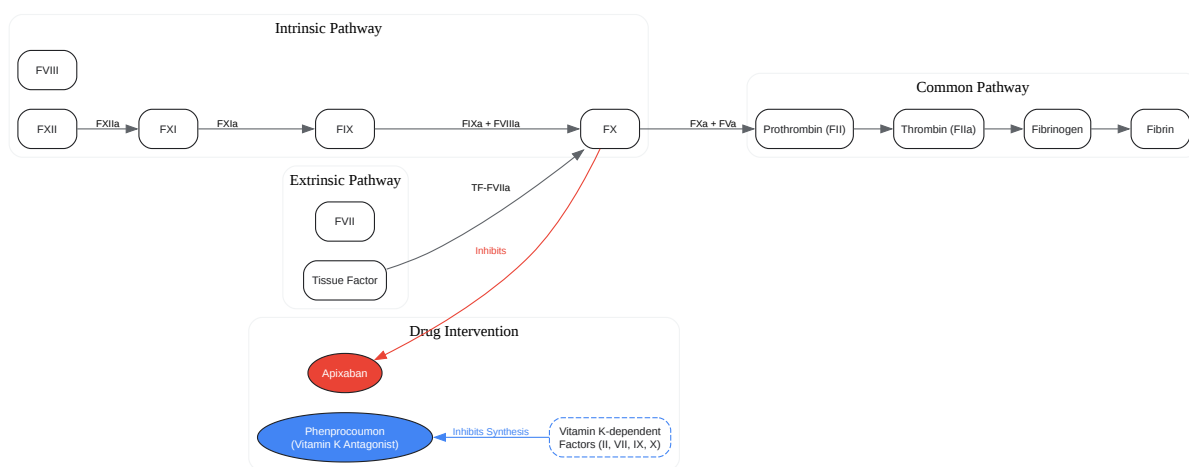 Intrinsic Pathway
FVIII
FXII
FXIIa
FXI
FXIa
FIX
FIXa + FVIIIa
FX
FXa + FVa
Common Pathway
Prothrombin (FII)
Thrombin (FIIa)
Fibrinogen
Fibrin
Extrinsic Pathway
FVII
Tissue Factor
TF-FVIIa
Inhibits
Drug Intervention
Apixaban
Phenprocoumon
(Vitamin K Antagonist)
Inhibits Synthesis
Vitamin K-dependent
Factors (II, VII, IX, X)